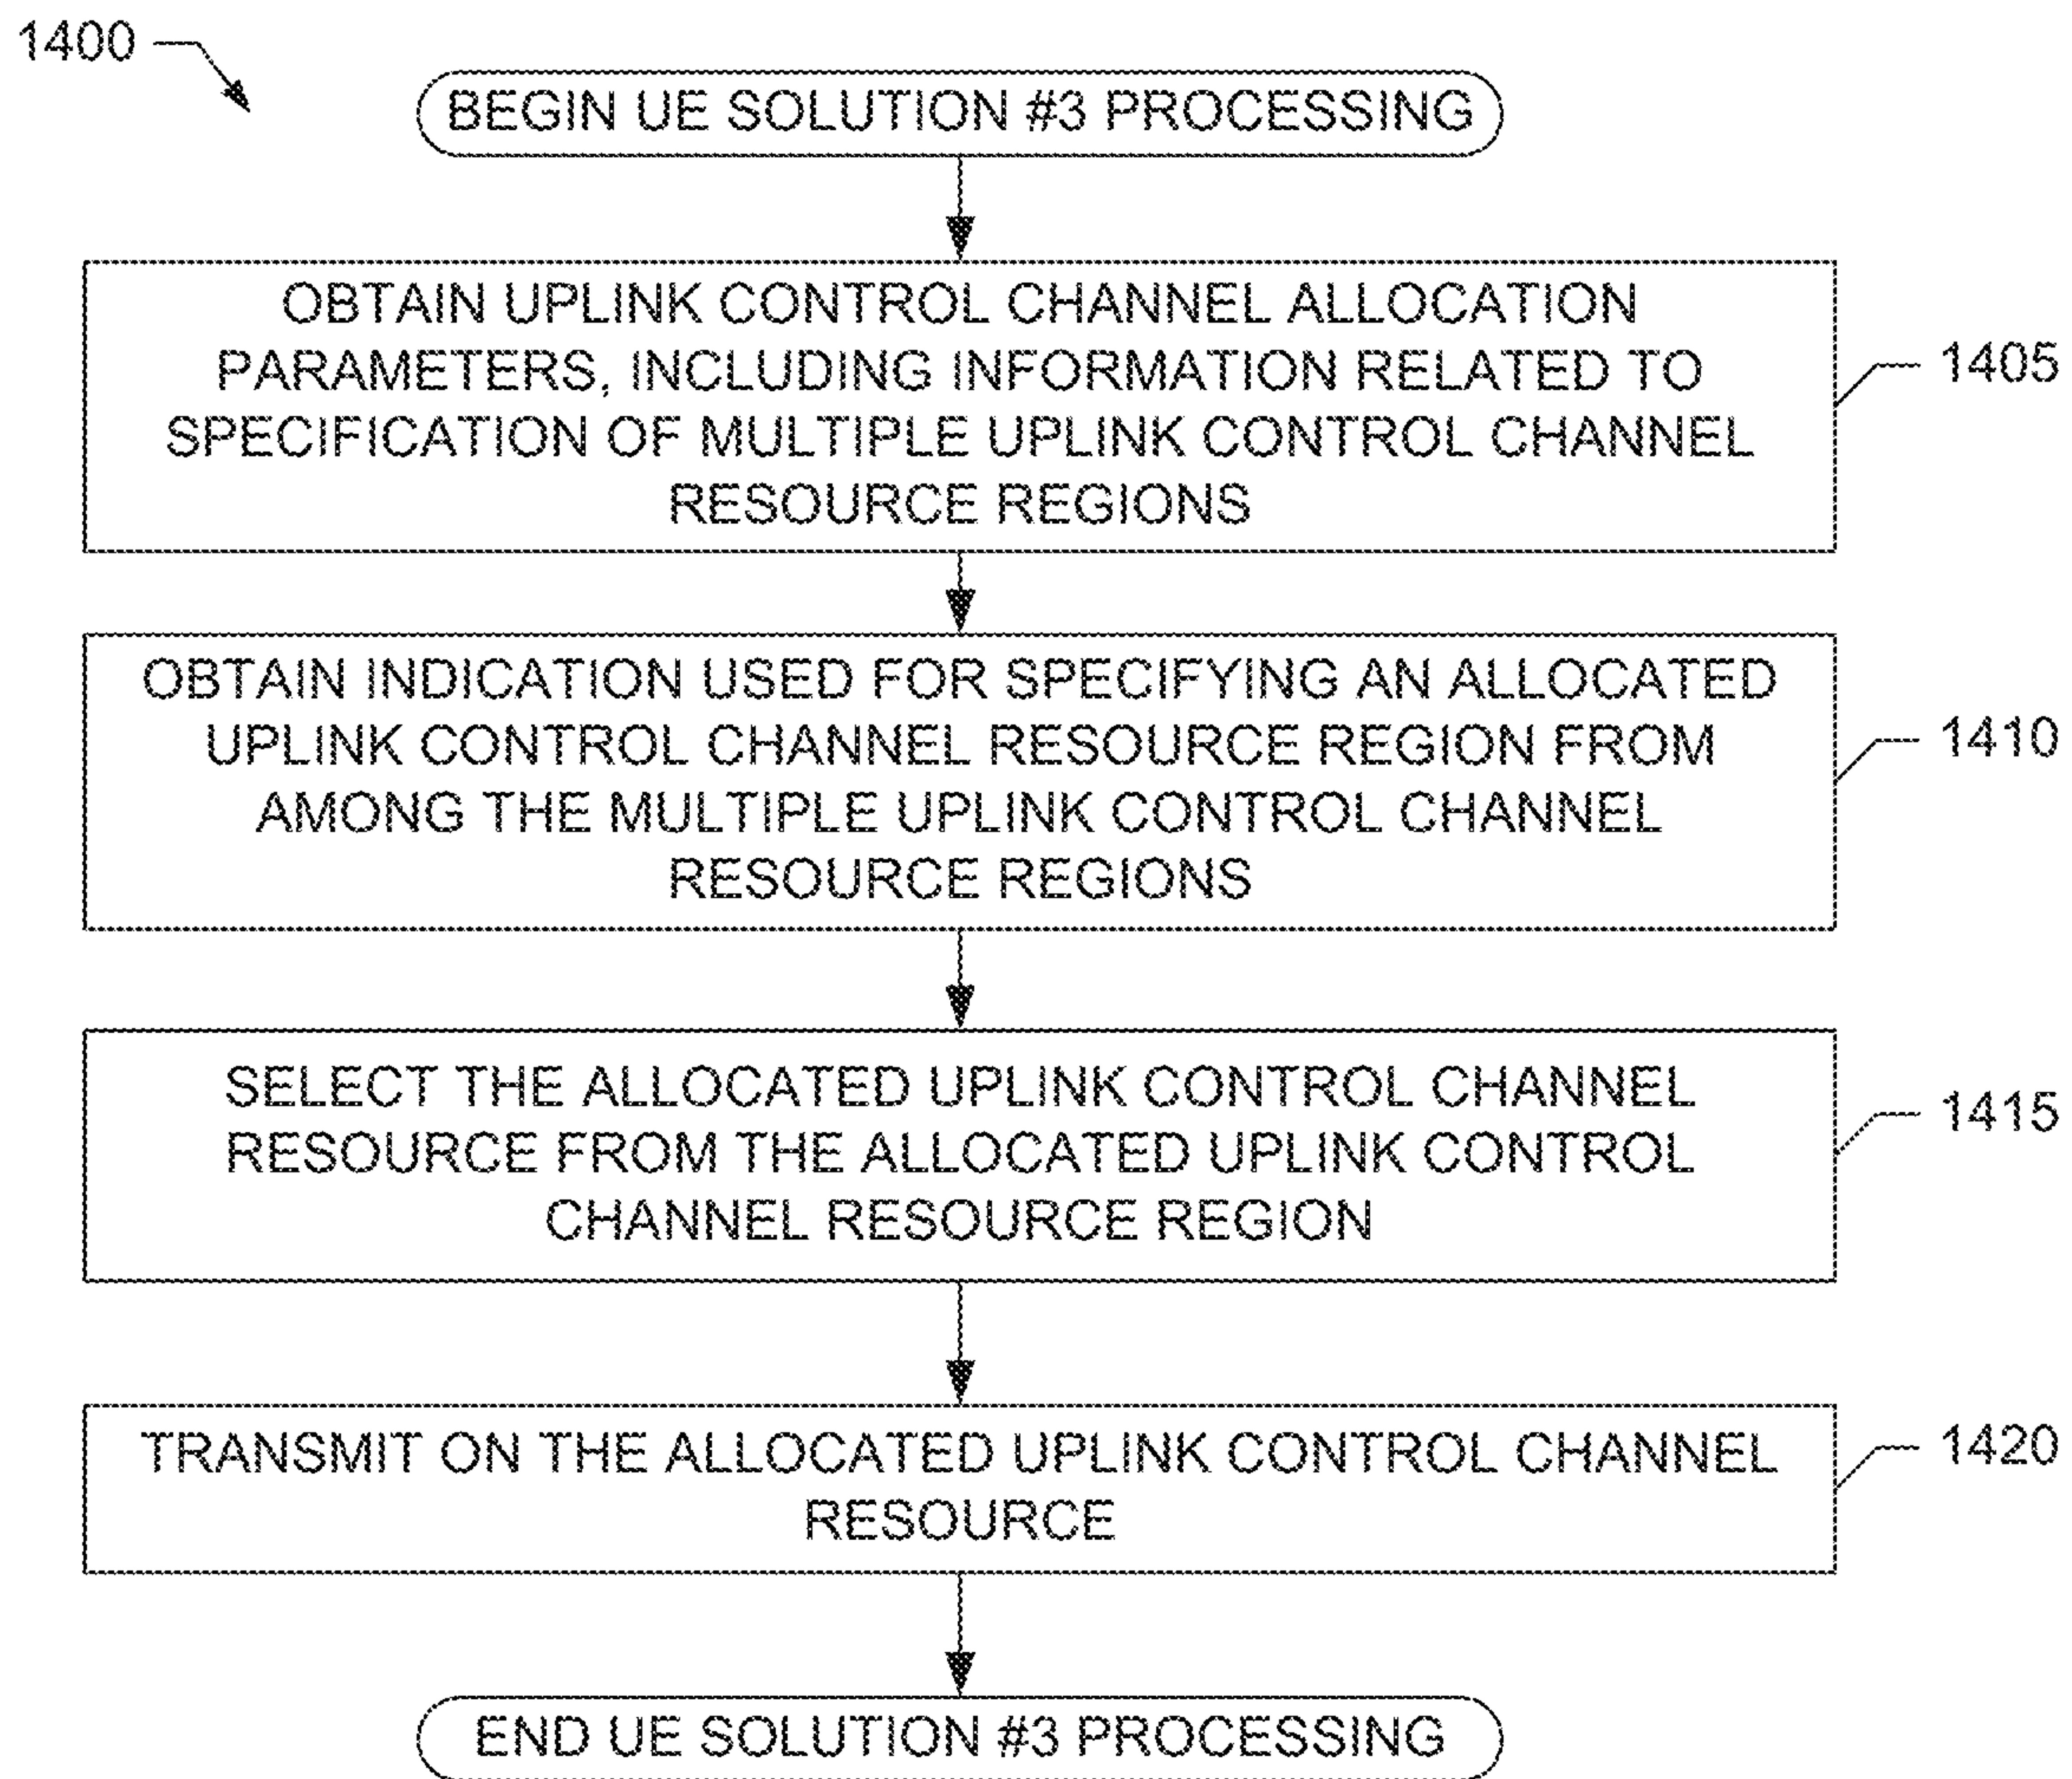 1400
BEGIN UE SOLUTION #3 PROCESSING
OBTAIN UPLINK CONTROL CHANNEL ALLOCATION
PARAMETERS, INCLUDING INFORMATION RELATED TO
SPECIFICATION OF MULTIPLE UPLINK CONTROL CHANNEL
RESOURCE REGIONS
1405
OBTAIN INDICATION USED FOR SPECIFYING AN ALLOCATED
UPLINK CONTROL CHANNEL RESOURCE REGION FROM
AMONG THE MULTIPLE UPLINK CONTROL CHANNEL
RESOURCE REGIONS
1410
SELECT THE ALLOCATED UPLINK CONTROL CHANNEL
RESOURCE FROM THE ALLOCATED UPLINK CONTROL
CHANNEL RESOURCE REGION
1415
TRANSMIT ON THE ALLOCATED UPLINK CONTROL CHANNEL
RESOURCE
1420
END UE SOLUTION #3 PROCESSING